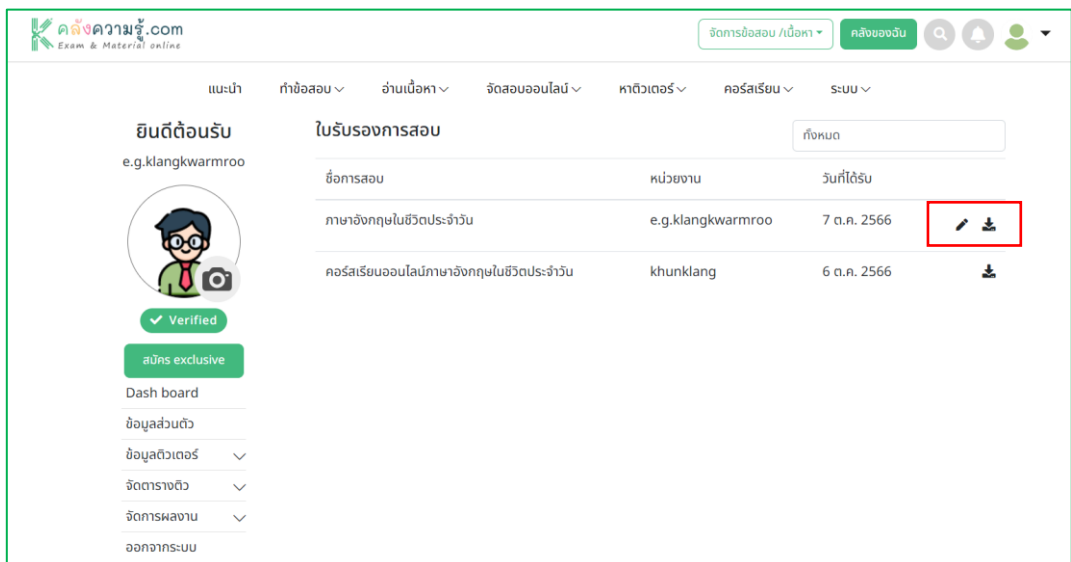 คลังความรู้.com
Exam & Material online
จัดการข้อสอบ /เนื้อหา
คลังของฉัน
แนะนำ ทำข้อสอบ อ่านเนื้อหา จัดสอบออนไลน์ หาติวเตอร์ คอร์สเรียน ระบบ
ยินดีต้อนรับ
e.g.klangkwarmroo
Verified
สมัคร exclusive
Dash board
ข้อมูลส่วนตัว
ข้อมูลติวเตอร์
จัดตารางติว
จัดการผลงาน
ออกจากระบบ
ใบรับรองการสอบ
ทั้งหมด
ชื่อการสอบ หน่วยงาน วันที่ได้รับ
ภาษาอังกฤษในชีวิตประจำวัน e.g.klangkwarmroo 7 ต.ค. 2566
คอร์สเรียนออนไลน์ภาษาอังกฤษในชีวิตประจำวัน khunklang 6 ต.ค. 2566